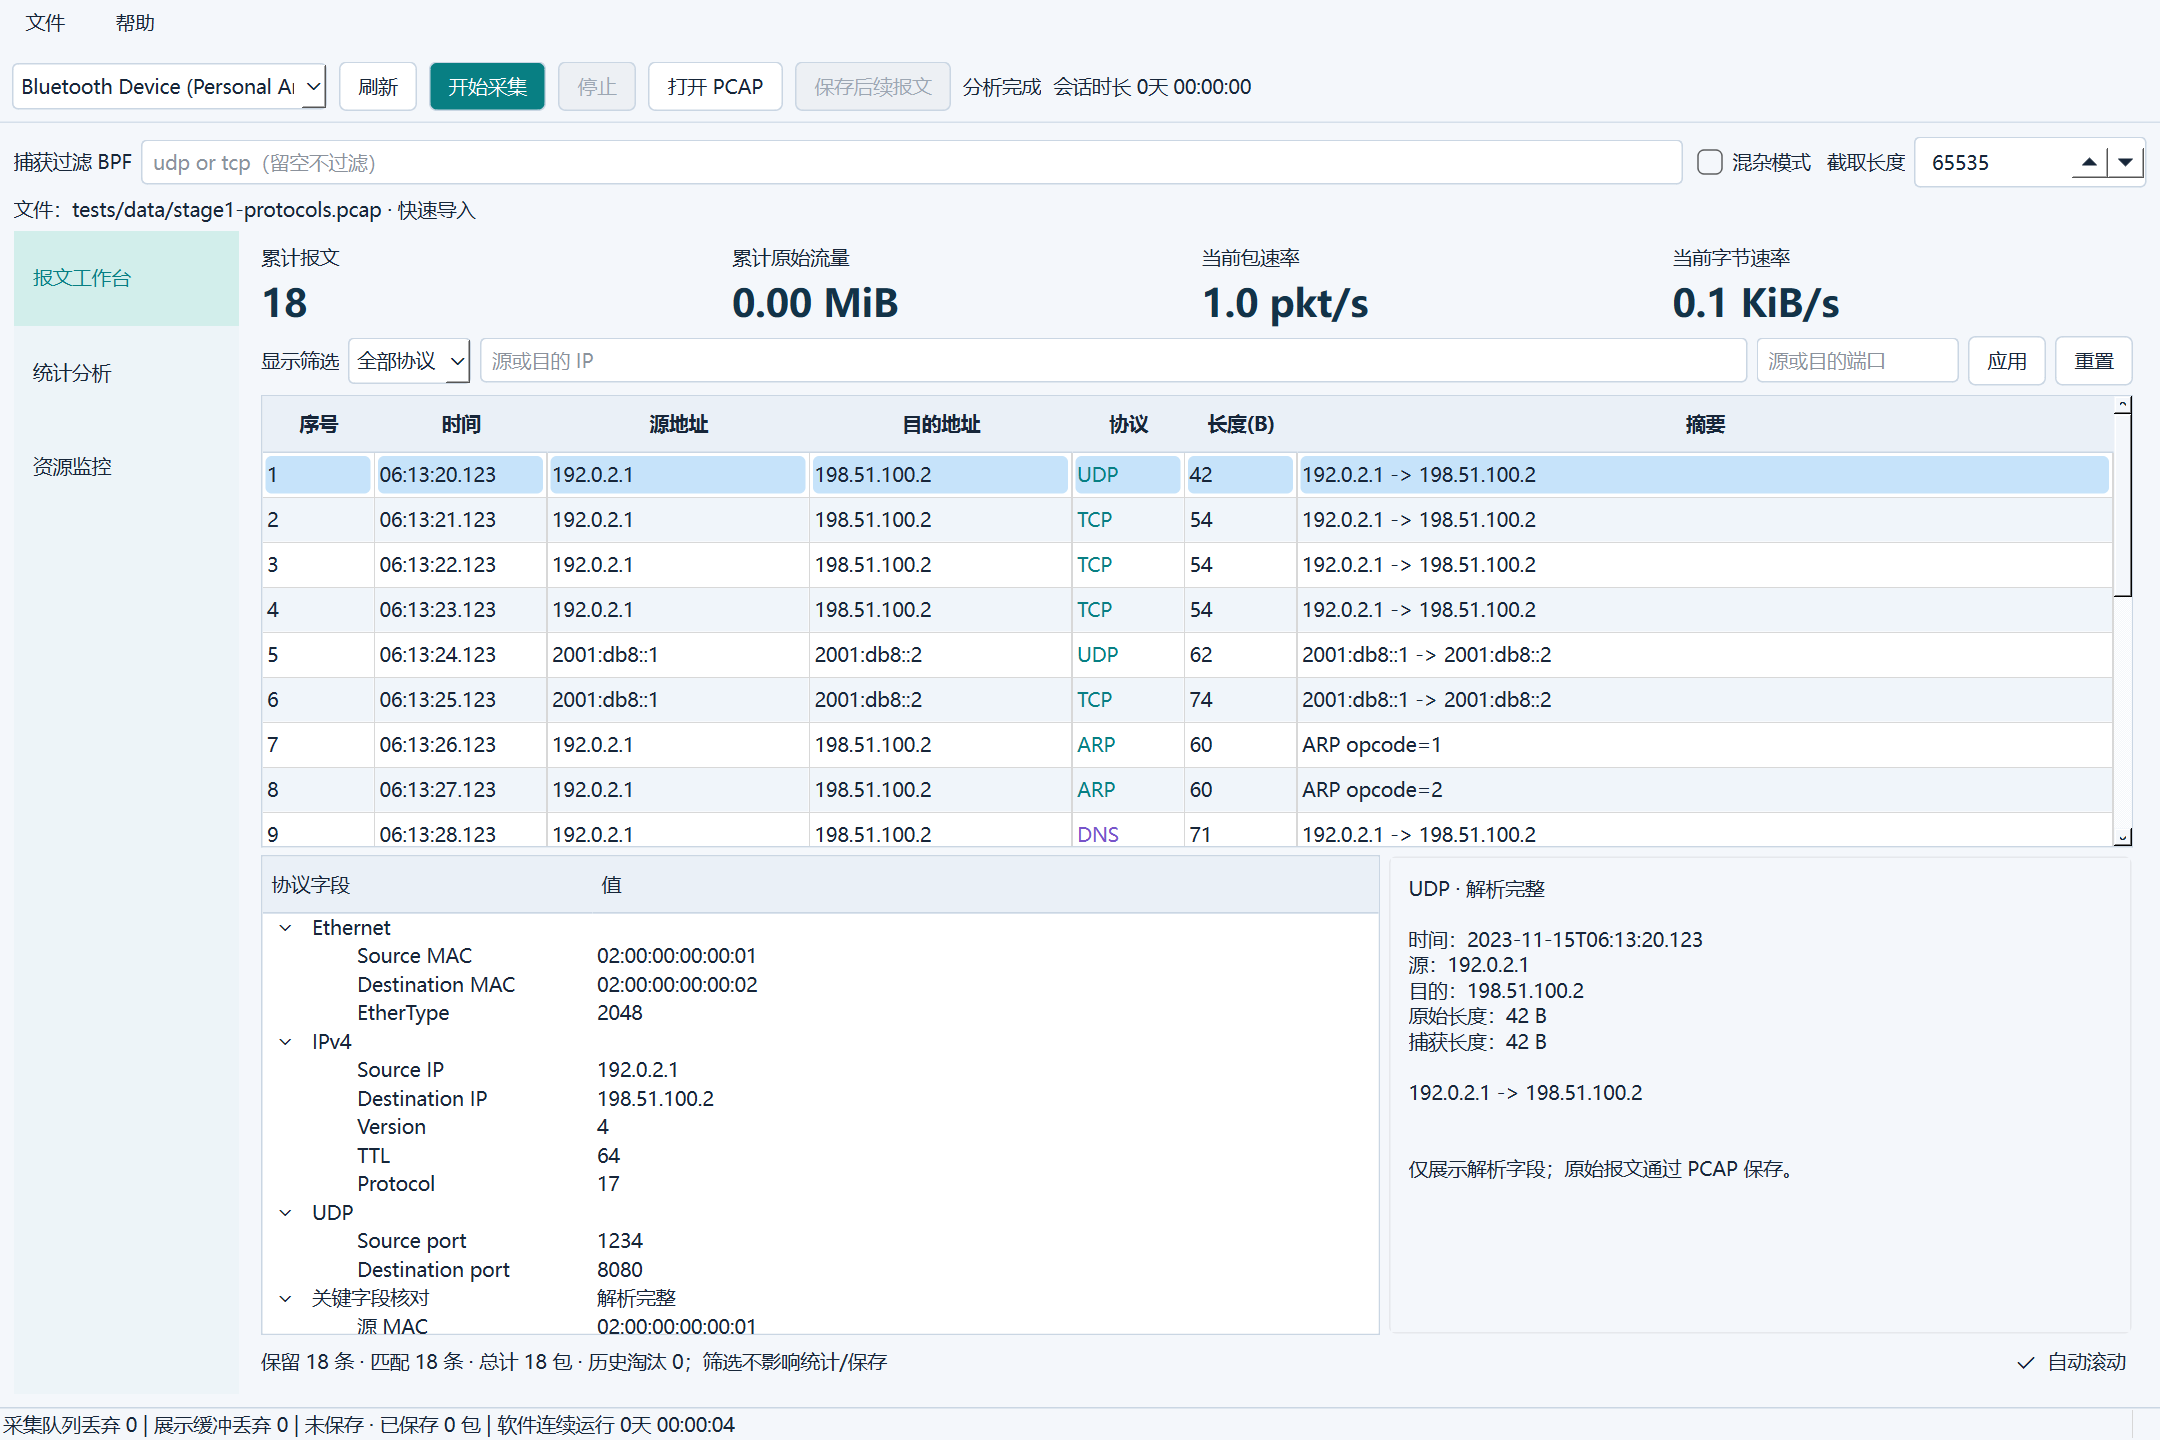 文件 帮助
Bluetooth Device (Personal Ar 刷新 开始采集 停止 打开 PCAP 保存后续报文 分析完成 会话时长 0天 00:00:00
捕获过滤 BPF udp or tcp (留空不过滤) 混杂模式 截取长度 65535
文件：tests/data/stage1-protocols.pcap · 快速导入
报文工作台
统计分析
资源监控
累计报文 累计原始流量 当前包速率 当前字节速率
18 0.00 MiB 1.0 pkt/s 0.1 KiB/s
显示筛选 全部协议 源或目的 IP 源或目的端口 应用 重置
序号 时间 源地址 目的地址 协议 长度(B) 摘要
1 06:13:20.123 192.0.2.1 198.51.100.2 UDP 42 192.0.2.1 -> 198.51.100.2
2 06:13:21.123 192.0.2.1 198.51.100.2 TCP 54 192.0.2.1 -> 198.51.100.2
3 06:13:22.123 192.0.2.1 198.51.100.2 TCP 54 192.0.2.1 -> 198.51.100.2
4 06:13:23.123 192.0.2.1 198.51.100.2 TCP 54 192.0.2.1 -> 198.51.100.2
5 06:13:24.123 2001:db8::1 2001:db8::2 UDP 62 2001:db8::1 -> 2001:db8::2
6 06:13:25.123 2001:db8::1 2001:db8::2 TCP 74 2001:db8::1 -> 2001:db8::2
7 06:13:26.123 192.0.2.1 198.51.100.2 ARP 60 ARP opcode=1
8 06:13:27.123 192.0.2.1 198.51.100.2 ARP 60 ARP opcode=2
9 06:13:28.123 192.0.2.1 198.51.100.2 DNS 71 192.0.2.1 -> 198.51.100.2
协议字段 值
Ethernet
Source MAC 02:00:00:00:00:01
Destination MAC 02:00:00:00:00:02
EtherType 2048
IPv4
Source IP 192.0.2.1
Destination IP 198.51.100.2
Version 4
TTL 64
Protocol 17
UDP
Source port 1234
Destination port 8080
关键字段核对 解析完整
源 MAC 02:00:00:00:00:01
UDP · 解析完整
时间：2023-11-15T06:13:20.123
源：192.0.2.1
目的：198.51.100.2
原始长度：42 B
捕获长度：42 B
192.0.2.1 -> 198.51.100.2
仅展示解析字段；原始报文通过 PCAP 保存。
保留 18 条 · 匹配 18 条 · 总计 18 包 · 历史淘汰 0；筛选不影响统计/保存 自动滚动
采集队列丢弃 0 | 展示缓冲丢弃 0 | 未保存 · 已保存 0 包 | 软件连续运行 0天 00:00:04